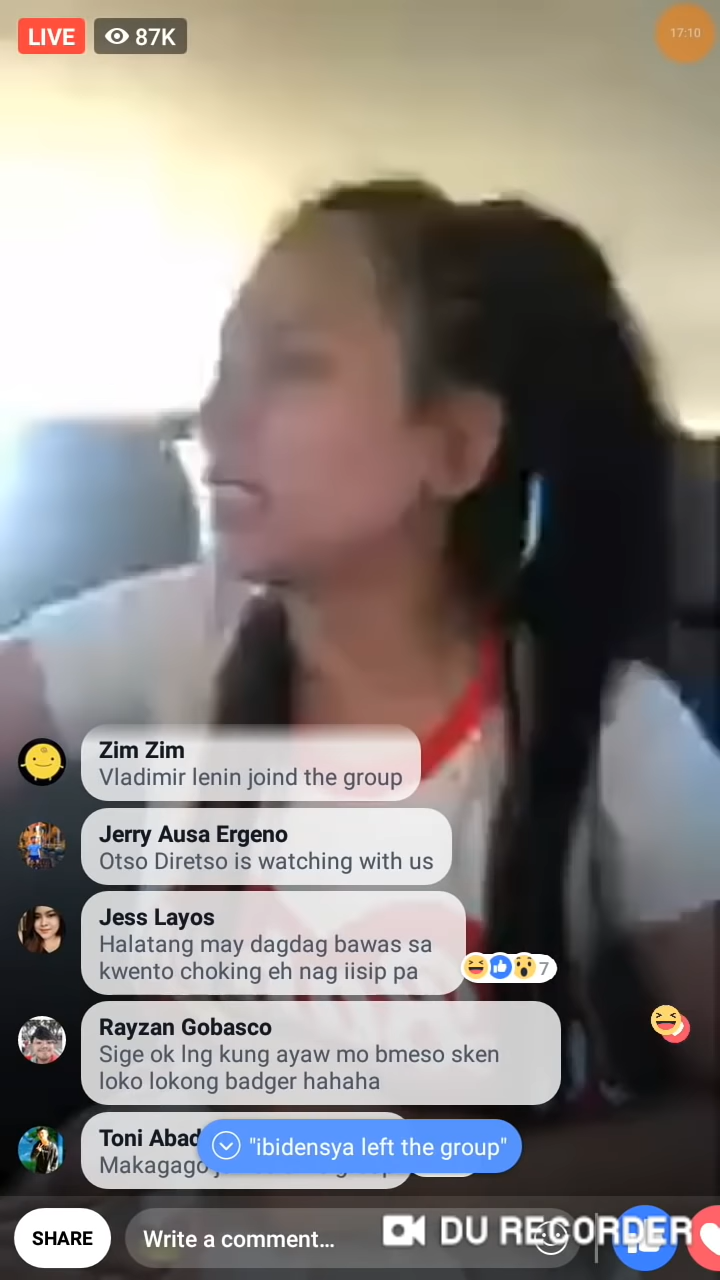 LIVE 87K
17:10
Zim Zim
Vladimir lenin joind the group
Jerry Ausa Ergeno
Otso Diretso is watching with us
Jess Layos
Halatang may dagdag bawas sa
kwento choking eh nag iisip pa
7
Rayzan Gobasco
Sige ok lng kung ayaw mo bmeso sken
loko lokong badger hahaha
Toni Abad
"ibidensya left the group"
Makagago
SHARE
Write a comment...
DU RECORDER